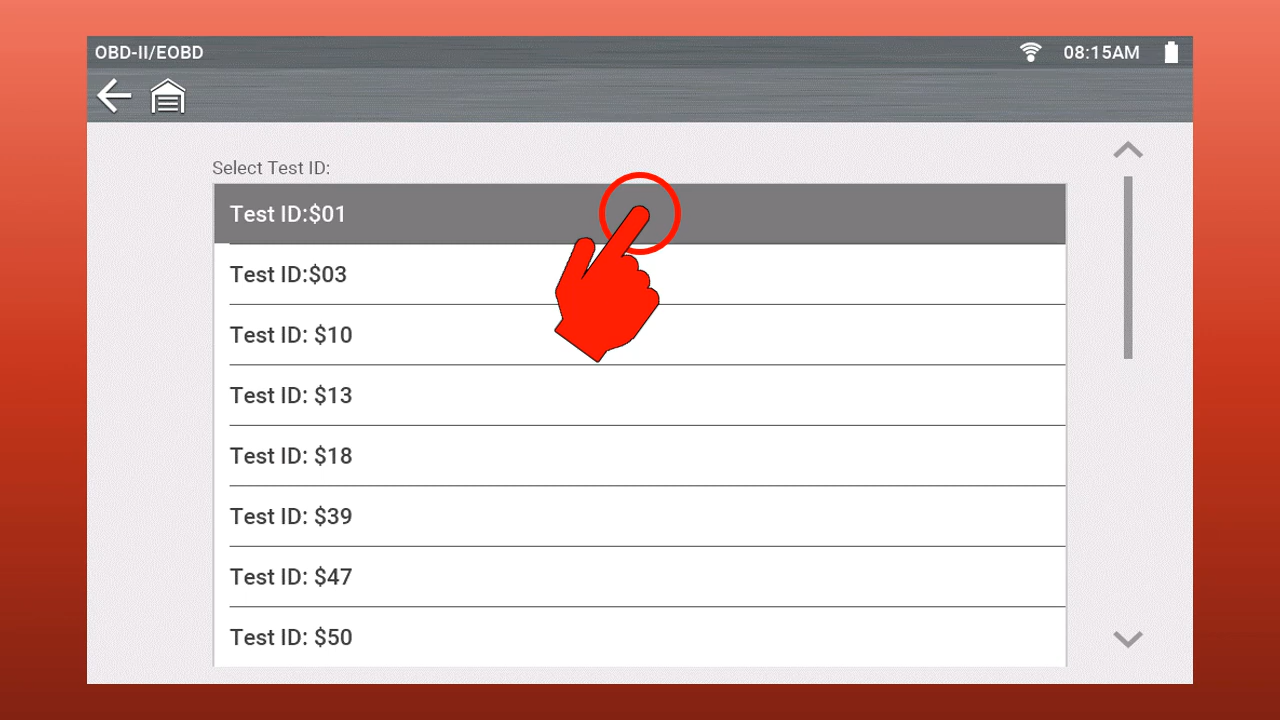 OBD-II/EOBD
08:15AM
Select Test ID:
Test ID:$01
Test ID:$03
Test ID: $10
Test ID: $13
Test ID: $18
Test ID: $39
Test ID: $47
Test ID: $50